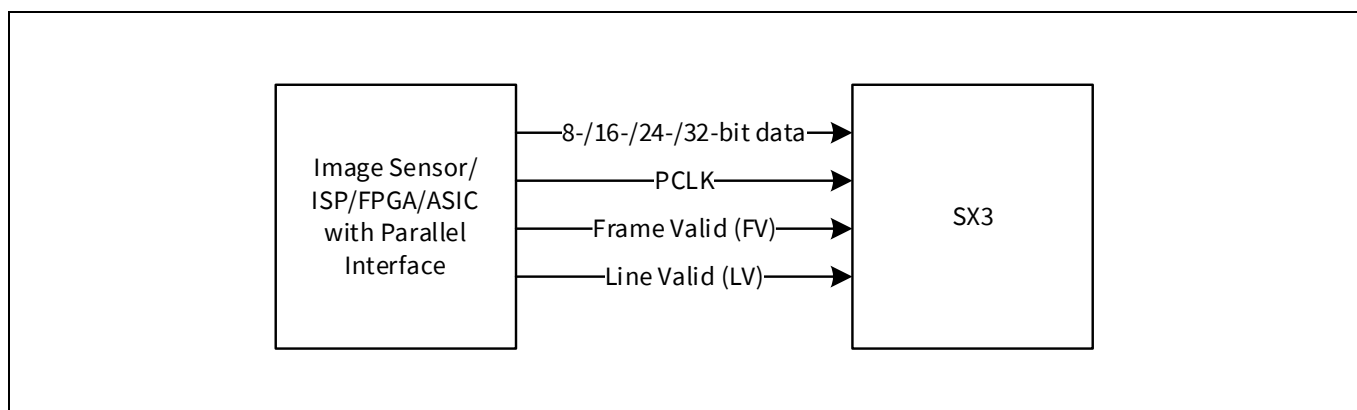 Image Sensor/
ISP/FPGA/ASIC
with Parallel
Interface
8-/16-/24-/32-bit data
PCLK
Frame Valid (FV)
Line Valid (LV)
SX3